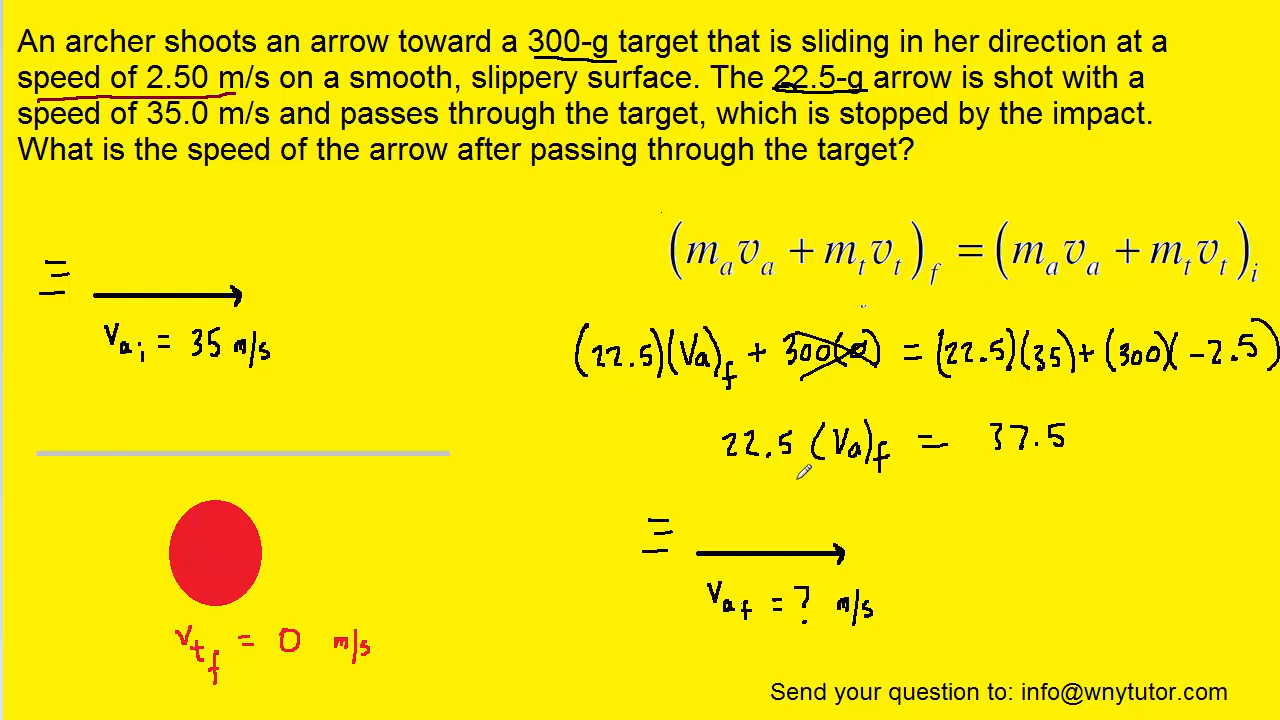 An archer shoots an arrow toward a 300-g target that is sliding in her direction at a
speed of 2.50 m/s on a smooth, slippery surface. The 22.5-g arrow is shot with a
speed of 35.0 m/s and passes through the target, which is stopped by the impact.
What is the speed of the arrow after passing through the target?
(mₐvₐ + mₜvₜ)_f = (mₐvₐ + mₜvₜ)ᵢ
Vₐᵢ = 35 m/s
(22.5)(Vₐ)_f + 300(0) = (22.5)(35) + (300)(-2.5)
22.5 (Vₐ)_f = 37.5
Vₐf = ? m/s
Vₜf = 0 m/s
Send your question to: info@wnytutor.com